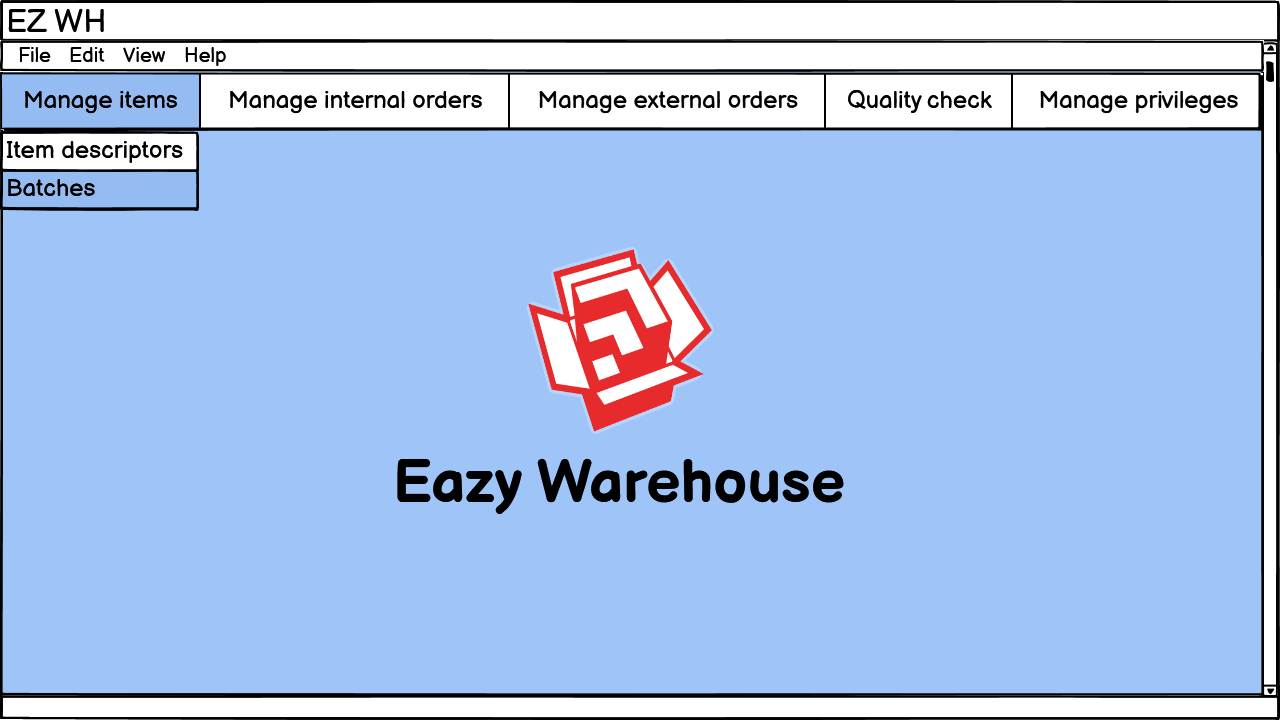 EZ WH
File Edit View Help
Manage items Manage internal orders Manage external orders Quality check Manage privileges
Item descriptors
Batches
Eazy Warehouse